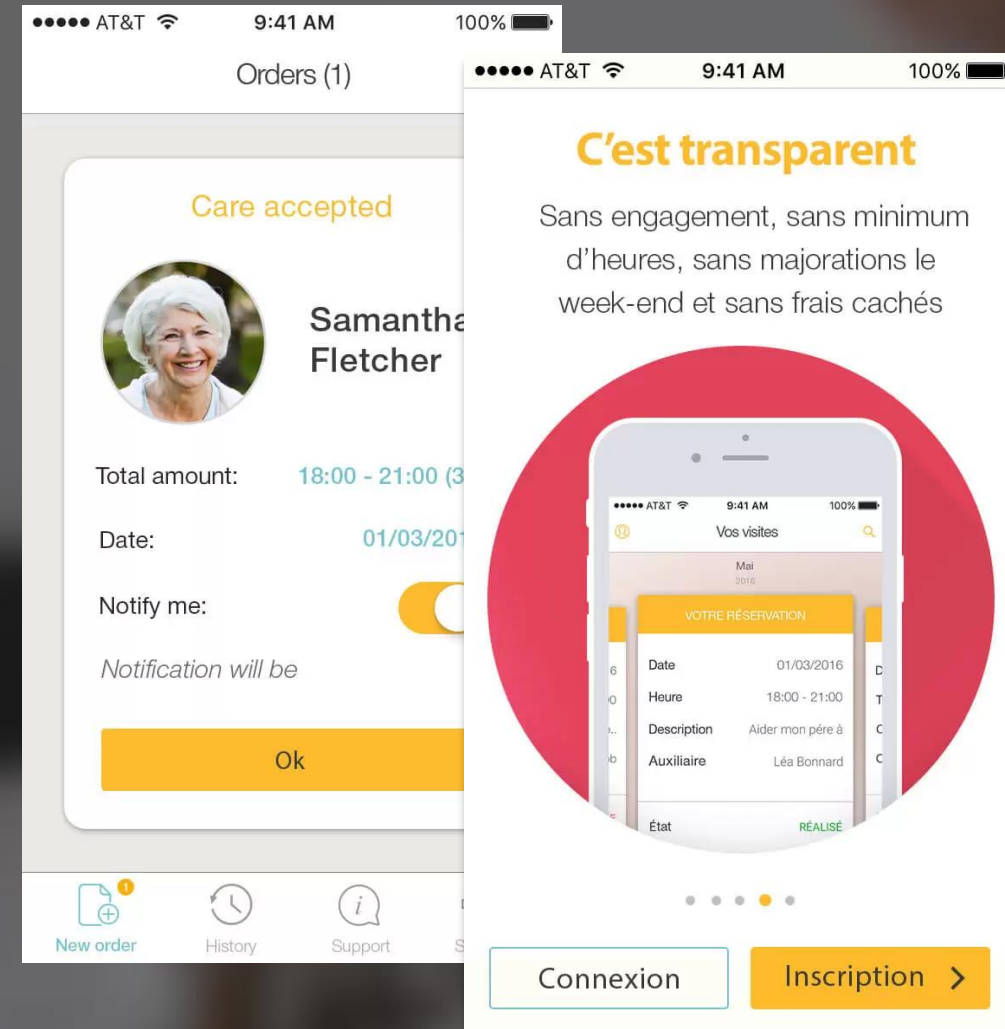 AT&T 9:41 AM 100%
Orders (1)
Care accepted
Samantha
Fletcher
Total amount: 18:00 - 21:00 (3
Date: 01/03/201
Notify me:
Notification will be
Ok
1
New order History Support S
AT&T 9:41 AM 100%
C'est transparent
Sans engagement, sans minimum
d'heures, sans majorations le
week-end et sans frais cachés
AT&T 9:41 AM 100%
Vos visites
Mai
2016
VOTRE RÉSERVATION
6 Date 01/03/2016 D
Heure 18:00 - 21:00 T
Description Aider mon pére à
Auxiliaire Léa Bonnard
État RÉALISÉ
Connexion
Inscription